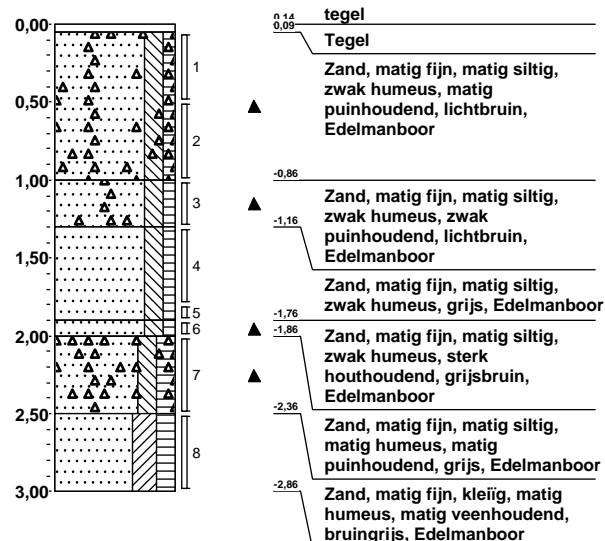 0,00
0,50
1,00
1,50
2,00
2,50
3,00
1
2
3
4
5
6
7
8
0,14
tegel
0,09
Tegel
Zand, matig fijn, matig siltig,
zwak humeus, matig
puinhoudend, lichtbruin,
Edelmanboor
-0,86
Zand, matig fijn, matig siltig,
zwak humeus, zwak
puinhoudend, lichtbruin,
Edelmanboor
-1,16
Zand, matig fijn, matig siltig,
zwak humeus, grijs, Edelmanboor
-1,76
Zand, matig fijn, matig siltig,
zwak humeus, sterk
houthoudend, grijsbruin,
Edelmanboor
-1,86
Zand, matig fijn, matig siltig,
matig humeus, matig
puinhoudend, grijs, Edelmanboor
-2,36
Zand, matig fijn, kleiïg, matig
humeus, matig veenhoudend,
bruingrijs, Edelmanboor
-2,86